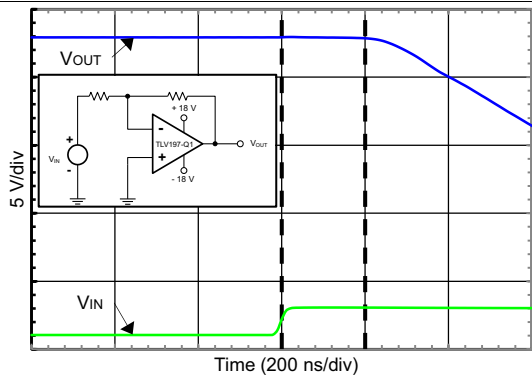 VOUT
+ 18 V
-
TLV197-Q1
+
VOUT
+
VIN
-
- 18 V
5 V/div
VIN
Time (200 ns/div)